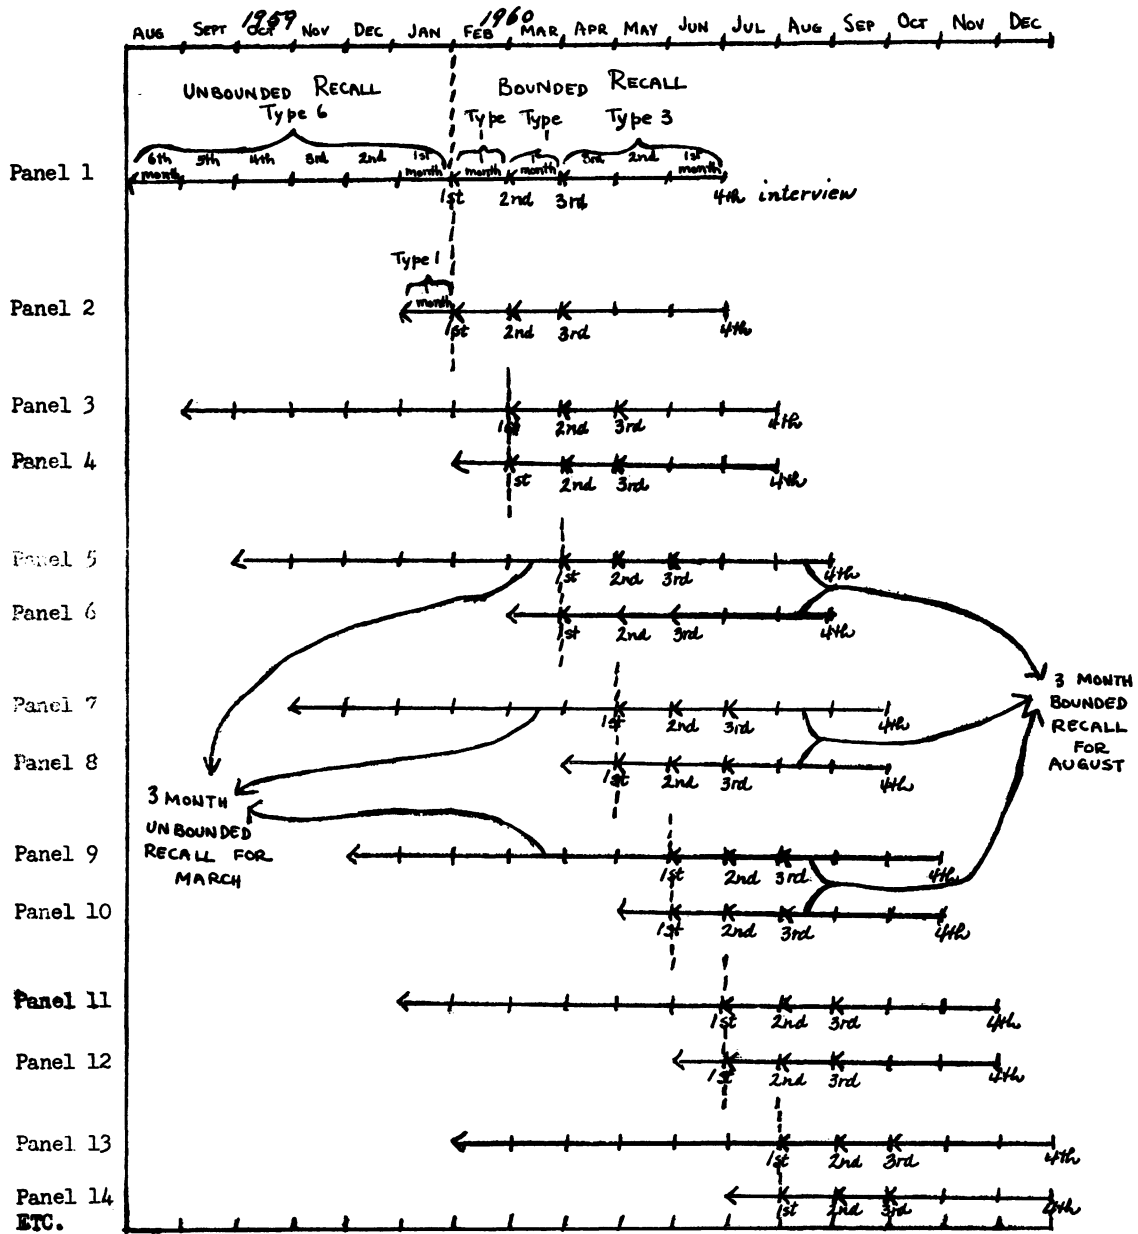 1959 1960
AUG SEPT OCT NOV DEC JAN FEB MAR APR MAY JUN JUL AUG SEP OCT NOV DEC
UNBOUNDED RECALL BOUNDED RECALL
Type 6 Type 1 Type 1 Type 3
6th month 5th 4th 3rd 2nd 1st month month month 3rd 2nd 1st month
Panel 1
1st 2nd 3rd 4th interview
Type 1
month
Panel 2
1st 2nd 3rd 4th
Panel 3
1st 2nd 3rd 4th
Panel 4
1st 2nd 3rd 4th
Panel 5
1st 2nd 3rd 4th
Panel 6
1st 2nd 3rd 4th
Panel 7
1st 2nd 3rd 4th
3 MONTH
BOUNDED
RECALL
FOR
AUGUST
Panel 8
1st 2nd 3rd 4th
3 MONTH
UNBOUNDED
RECALL FOR
MARCH
Panel 9
1st 2nd 3rd 4th
Panel 10
1st 2nd 3rd 4th
Panel 11
1st 2nd 3rd 4th
Panel 12
1st 2nd 3rd 4th
Panel 13
1st 2nd 3rd 4th
Panel 14
1st 2nd 3rd 4th
ETC.